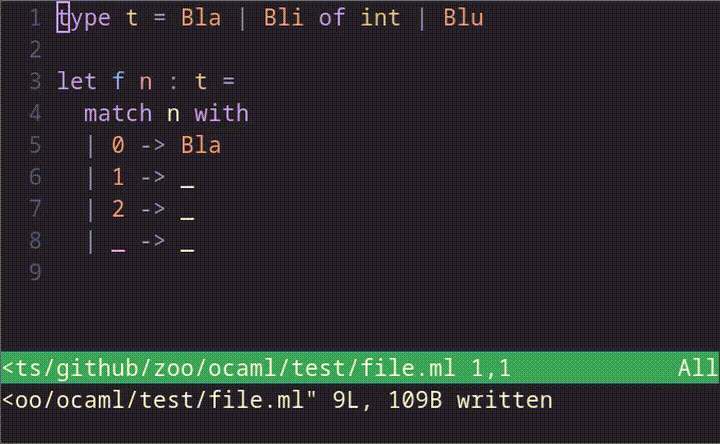 1 type t = Bla | Bli of int | Blu
2
3 let f n : t =
4   match n with
5   | 0 -> Bla
6   | 1 -> _
7   | 2 -> _
8   | _ -> _
9
<ts/github/zoo/ocaml/test/file.ml 1,1 All
<oo/ocaml/test/file.ml" 9L, 109B written